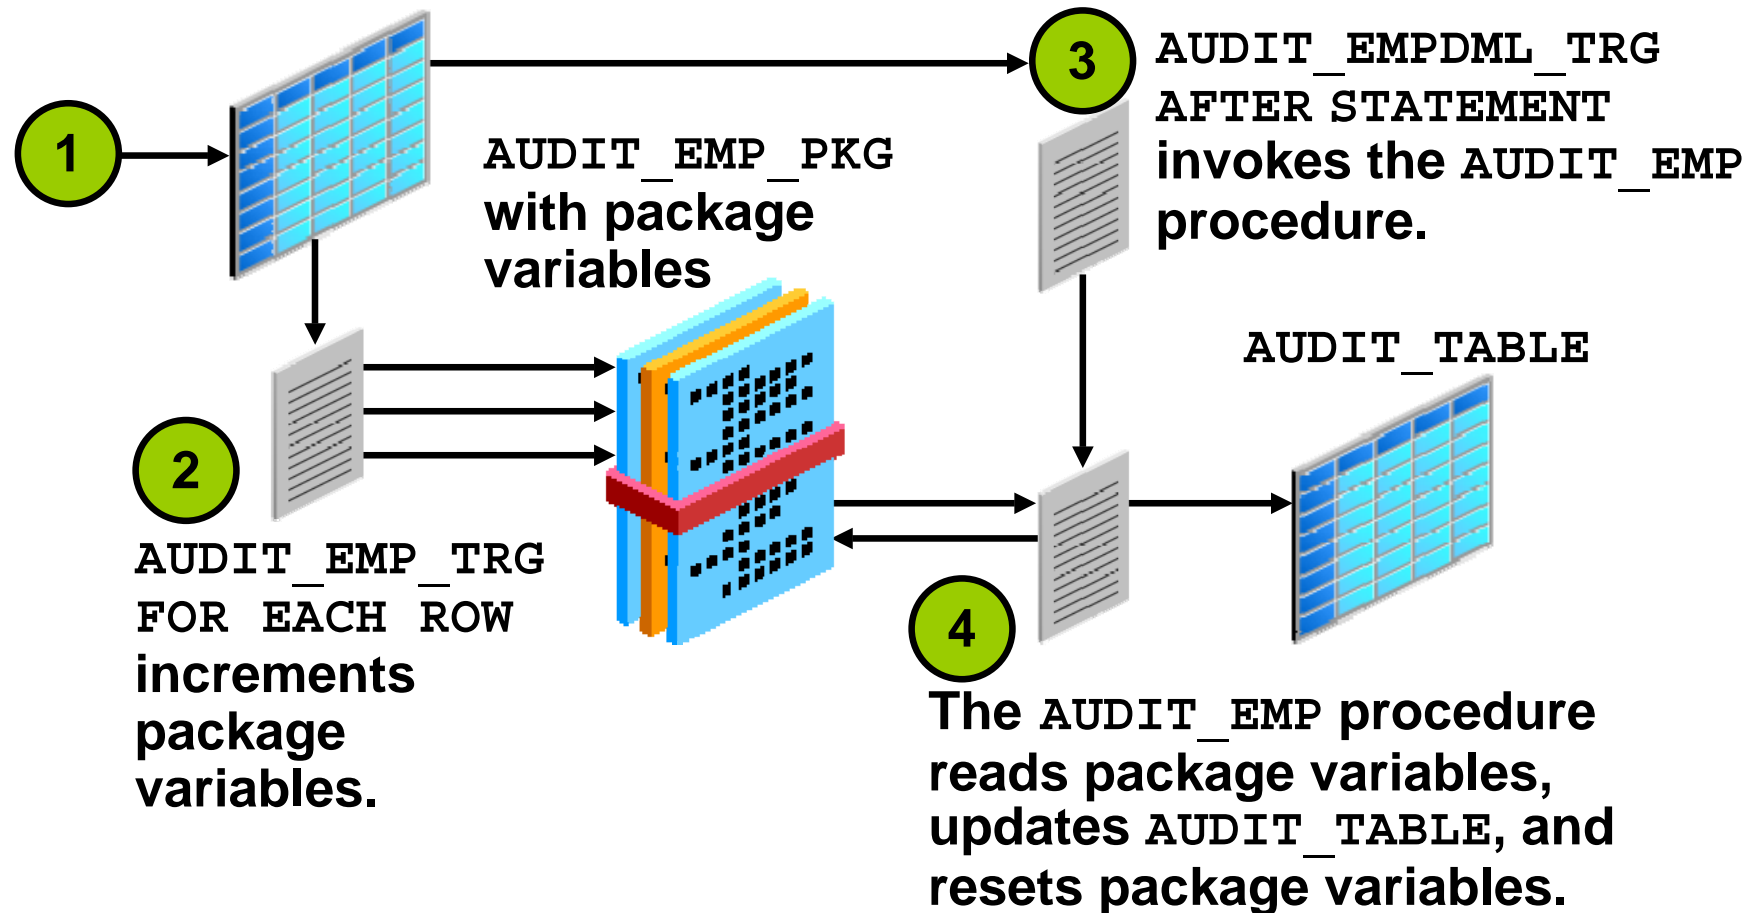 1
AUDIT_EMP_PKG
with package
variables
2
AUDIT_EMP_TRG
FOR EACH ROW
increments
package
variables.
3
AUDIT_EMPDML_TRG
AFTER STATEMENT
invokes the AUDIT_EMP
procedure.
AUDIT_TABLE
4
The AUDIT_EMP procedure
reads package variables,
updates AUDIT_TABLE, and
resets package variables.